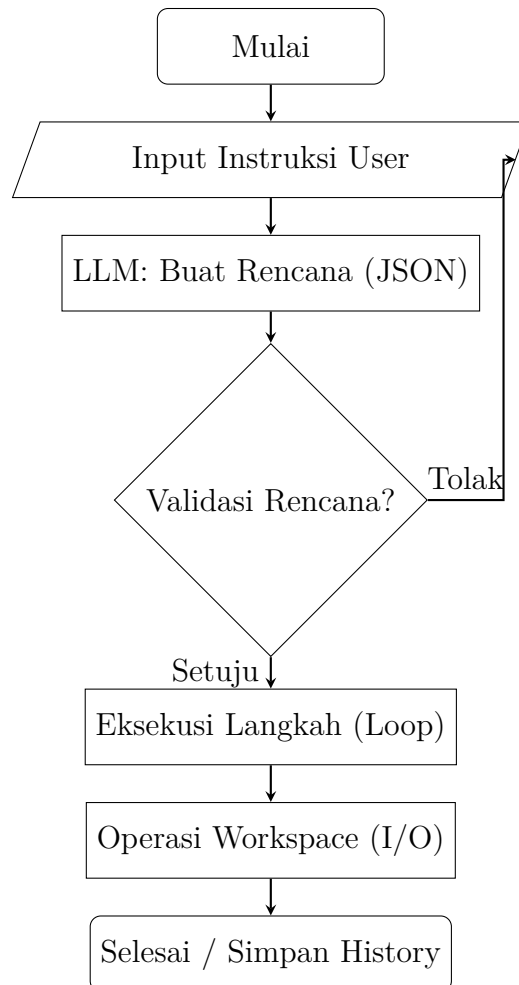 Mulai
Input Instruksi User
LLM: Buat Rencana (JSON)
Tolak
Validasi Rencana?
Setuju
Eksekusi Langkah (Loop)
Operasi Workspace (I/O)
Selesai / Simpan History